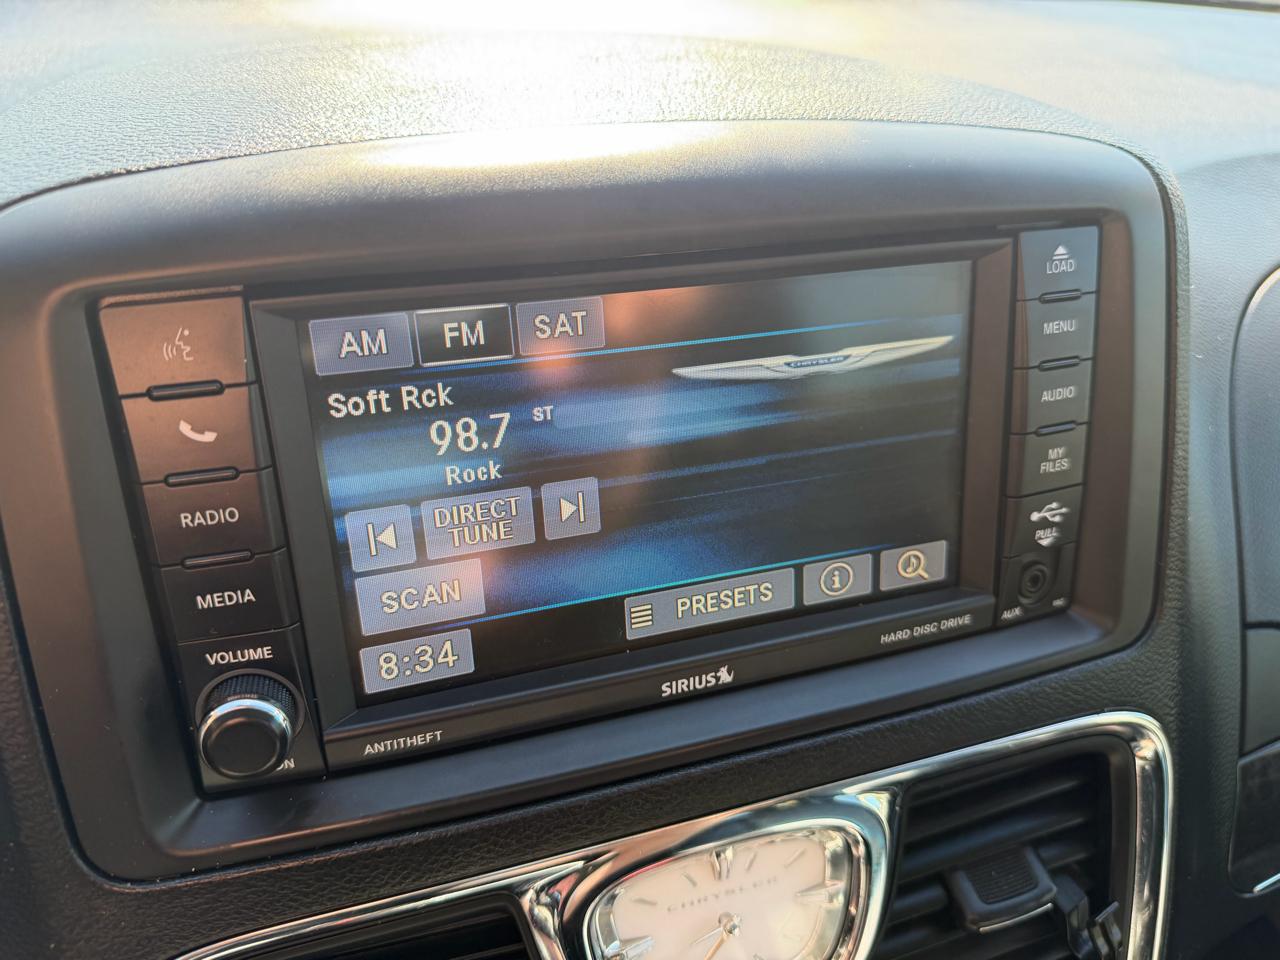 AM FM SAT
CHRYSLER
Soft Rck
98.7 ST
Rock
DIRECT
TUNE
SCAN
PRESETS
8:34
RADIO
MEDIA
VOLUME
LOAD
MENU
AUDIO
MY
FILES
PULL
AUX
HARD DISC DRIVE
SIRIUS
ANTITHEFT
CHRYSLER